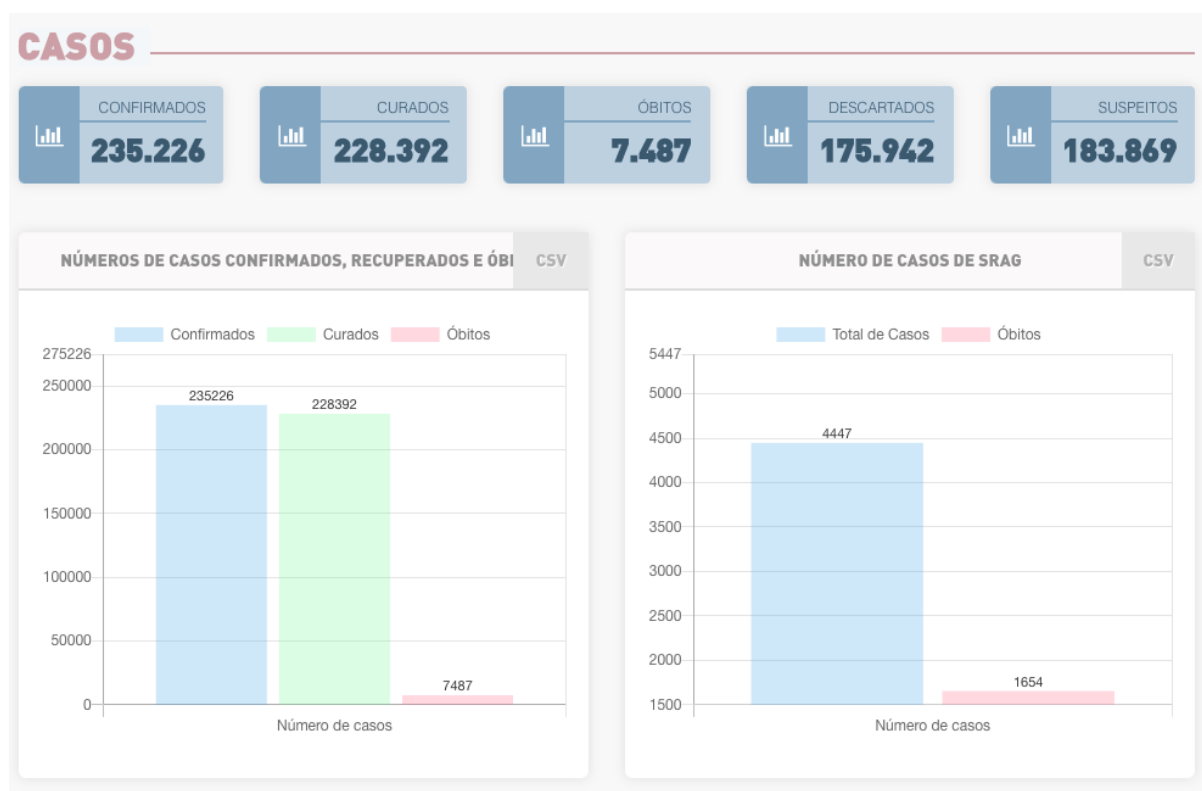 CASOS
CONFIRMADOS
235.226
CURADOS
228.392
ÓBITOS
7.487
DESCARTADOS
175.942
SUSPEITOS
183.869
NÚMEROS DE CASOS CONFIRMADOS, RECUPERADOS E ÓBI
CSV
Confirmados Curados Óbitos
275226
250000
200000
150000
100000
50000
0
235226
228392
7487
Número de casos
NÚMERO DE CASOS DE SRAG
CSV
Total de Casos Óbitos
5447
5000
4500
4000
3500
3000
2500
2000
1500
4447
1654
Número de casos